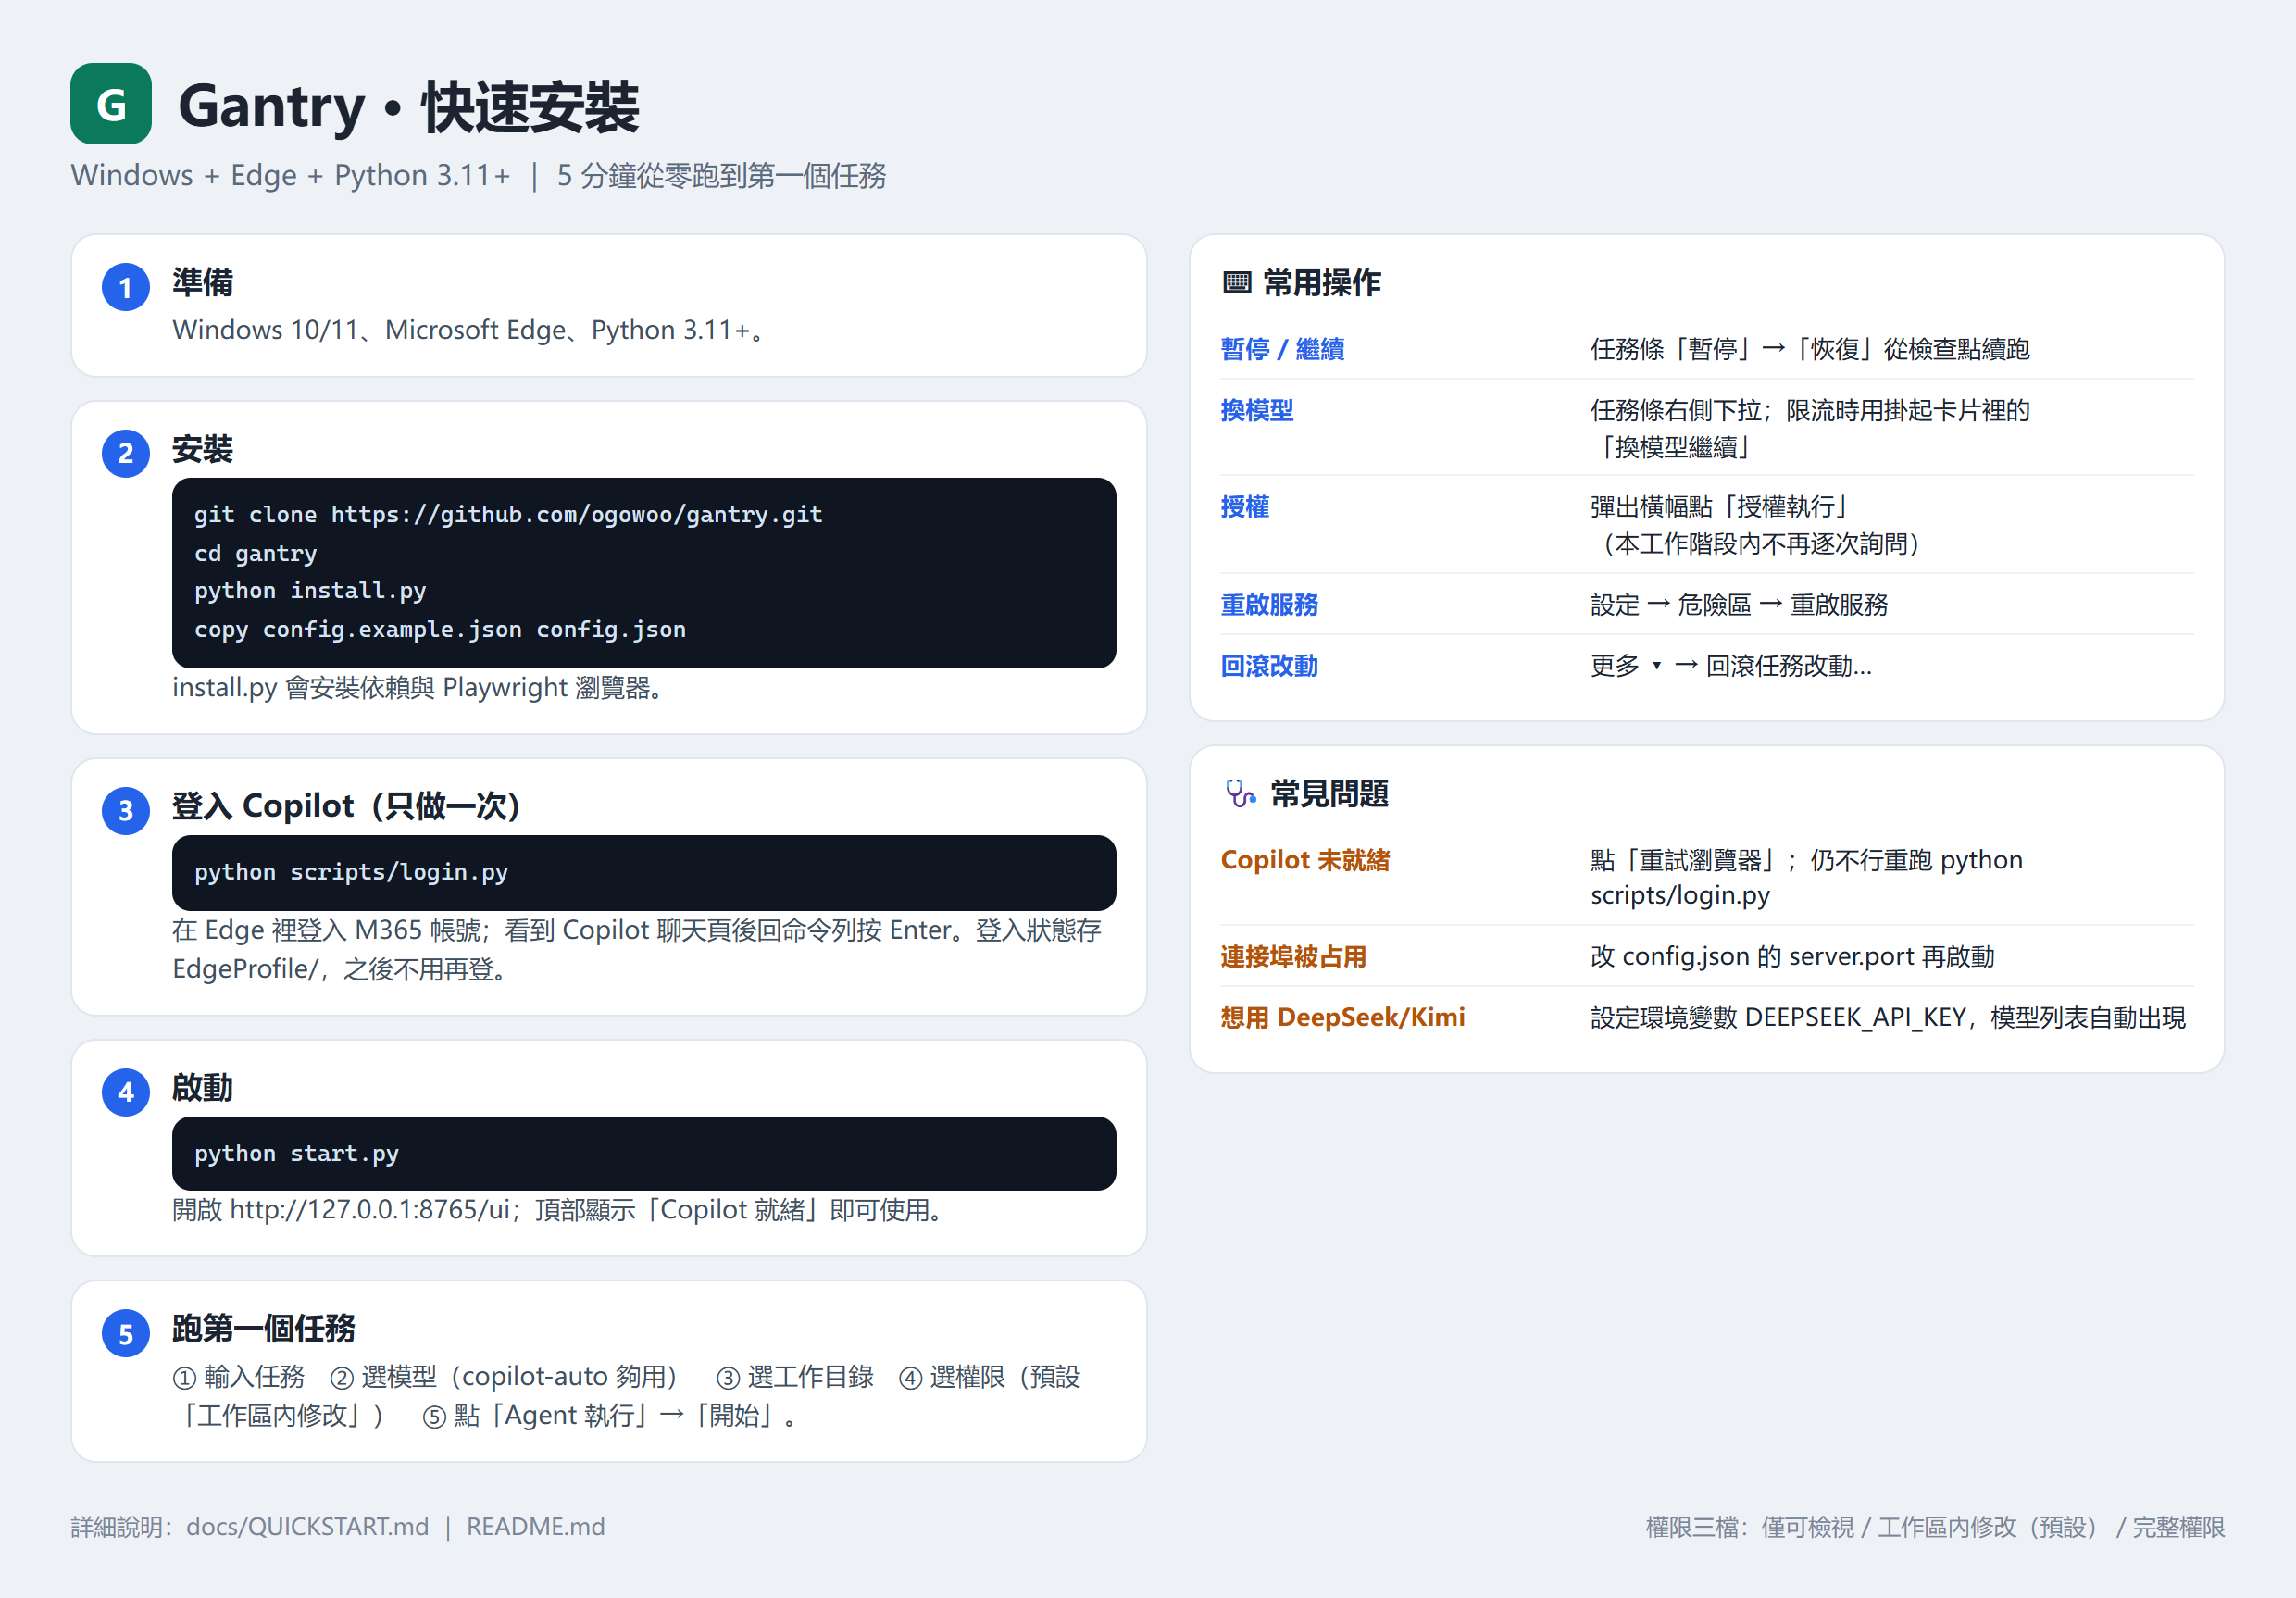 G
Gantry • 快速安裝
Windows + Edge + Python 3.11+ | 5 分鐘從零跑到第一個任務
1
準備
Windows 10/11、Microsoft Edge、Python 3.11+。
2
安裝
git clone https://github.com/ogowoo/gantry.git
cd gantry
python install.py
copy config.example.json config.json
install.py 會安裝依賴與 Playwright 瀏覽器。
3
登入 Copilot（只做一次）
python scripts/login.py
在 Edge 裡登入 M365 帳號；看到 Copilot 聊天頁後回命令列按 Enter。登入狀態存
EdgeProfile/，之後不用再登。
4
啟動
python start.py
開啟 http://127.0.0.1:8765/ui；頂部顯示「Copilot 就緒」即可使用。
5
跑第一個任務
① 輸入任務 ② 選模型（copilot-auto 夠用） ③ 選工作目錄 ④ 選權限（預設
「工作區內修改」） ⑤ 點「Agent 執行」→「開始」。
常用操作
暫停 / 繼續 任務條「暫停」→「恢復」從檢查點續跑
換模型 任務條右側下拉；限流時用掛起卡片裡的
「換模型繼續」
授權 彈出橫幅點「授權執行」
（本工作階段內不再逐次詢問）
重啟服務 設定 → 危險區 → 重啟服務
回滾改動 更多 ▾ → 回滾任務改動...
常見問題
Copilot 未就緒 點「重試瀏覽器」；仍不行重跑 python
scripts/login.py
連接埠被占用 改 config.json 的 server.port 再啟動
想用 DeepSeek/Kimi 設定環境變數 DEEPSEEK_API_KEY，模型列表自動出現
詳細說明：docs/QUICKSTART.md | README.md
權限三檔：僅可檢視 / 工作區內修改（預設） / 完整權限